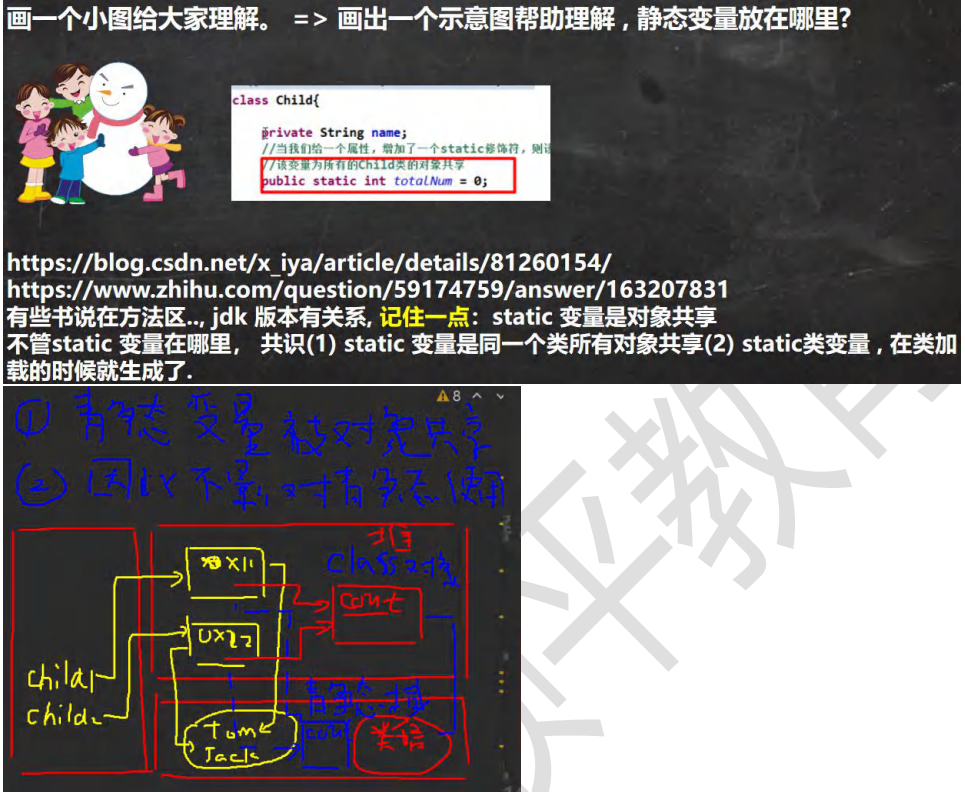 画一个小图给大家理解。 => 画出一个示意图帮助理解，静态变量放在哪里?
class Child{
private String name;
//当我们给一个属性，增加了一个static修饰符，则
//该变量为所有的Child类的对象共享
public static int totalNum = 0;
https://blog.csdn.net/x_iya/article/details/81260154/
https://www.zhihu.com/question/59174759/answer/163207831
有些书说在方法区.., jdk 版本有关系, 记住一点：static 变量是对象共享
不管static 变量在哪里， 共识(1) static 变量是同一个类所有对象共享(2) static类变量，在类加
载的时候就生成了.
8
① 静态变量 被对象共享
(2) 因此不影响对静态使用
堆
Class对象
0X11
count
0X22
child1
child2
Tom
Jack
count
类信